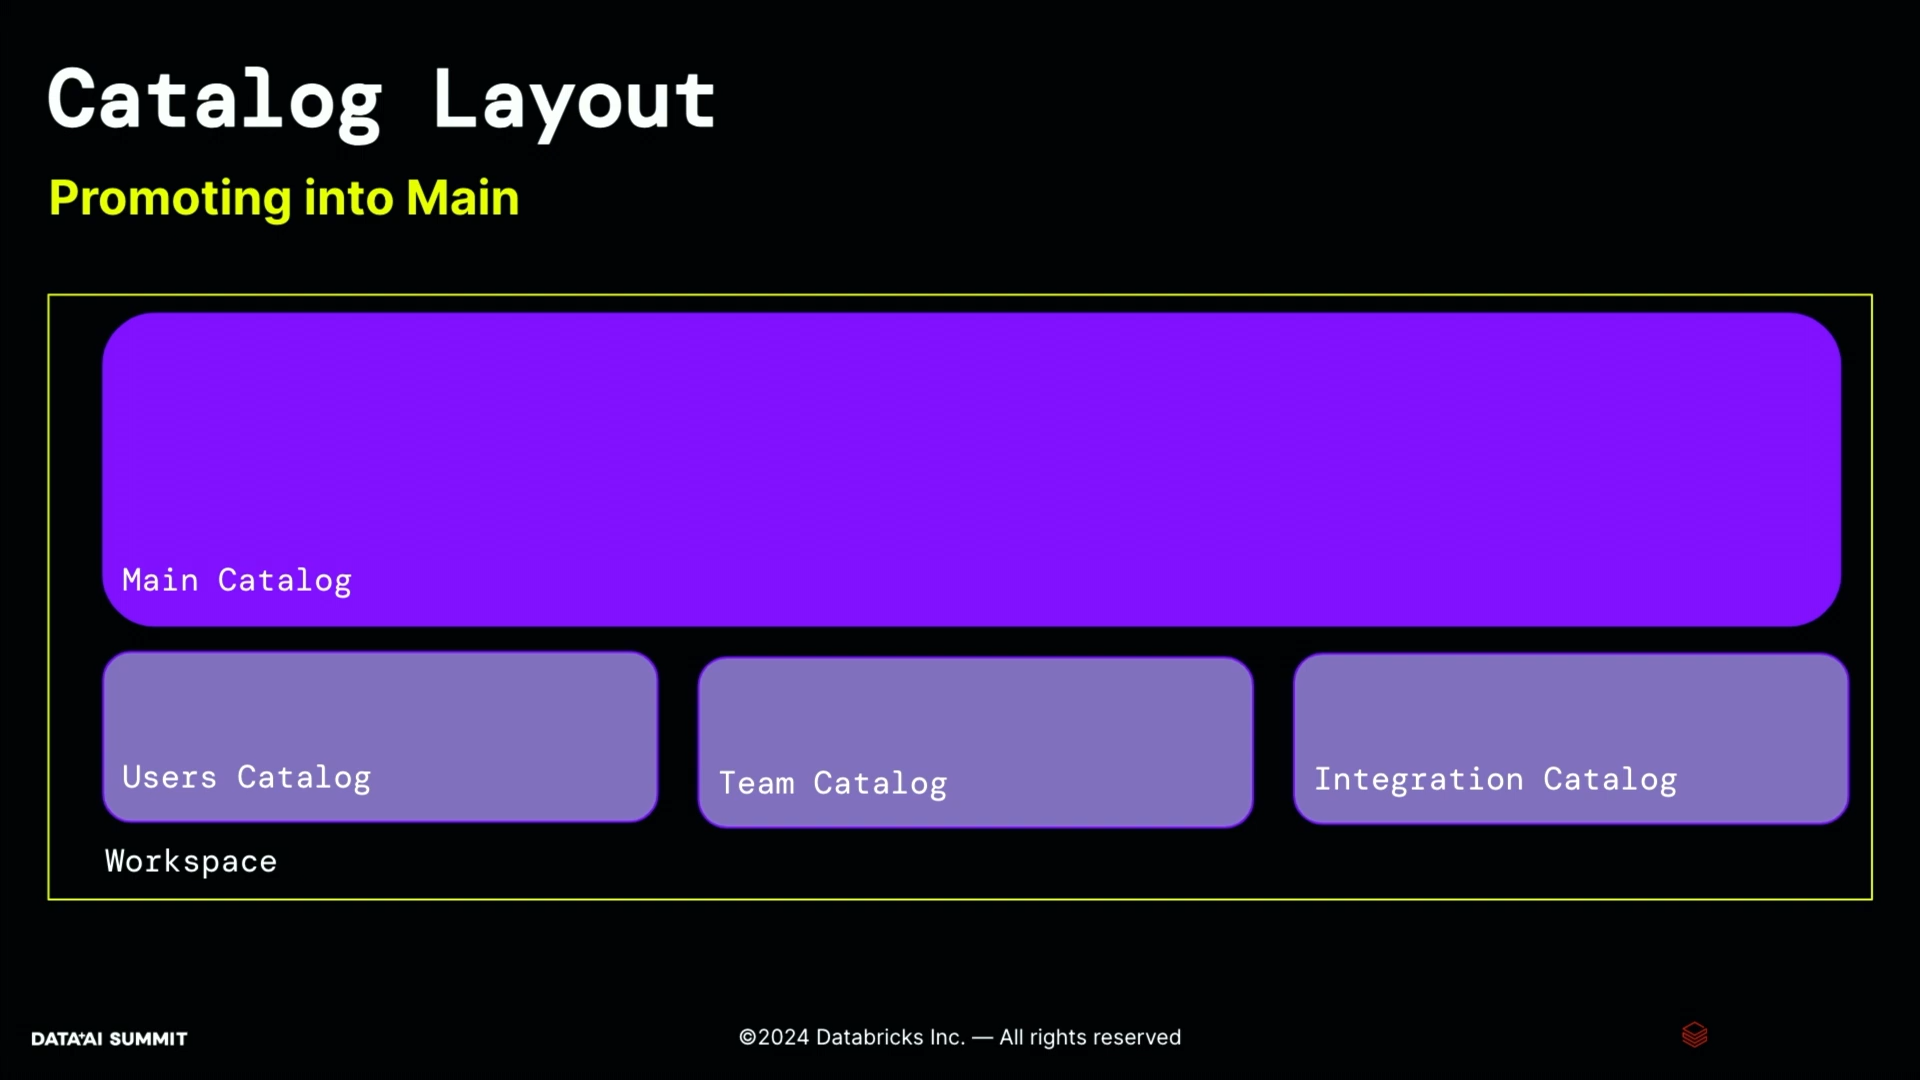 Catalog Layout
Promoting into Main
Main Catalog
Users Catalog
Team Catalog
Integration Catalog
Workspace
DATA+AI SUMMIT
©2024 Databricks Inc. — All rights reserved